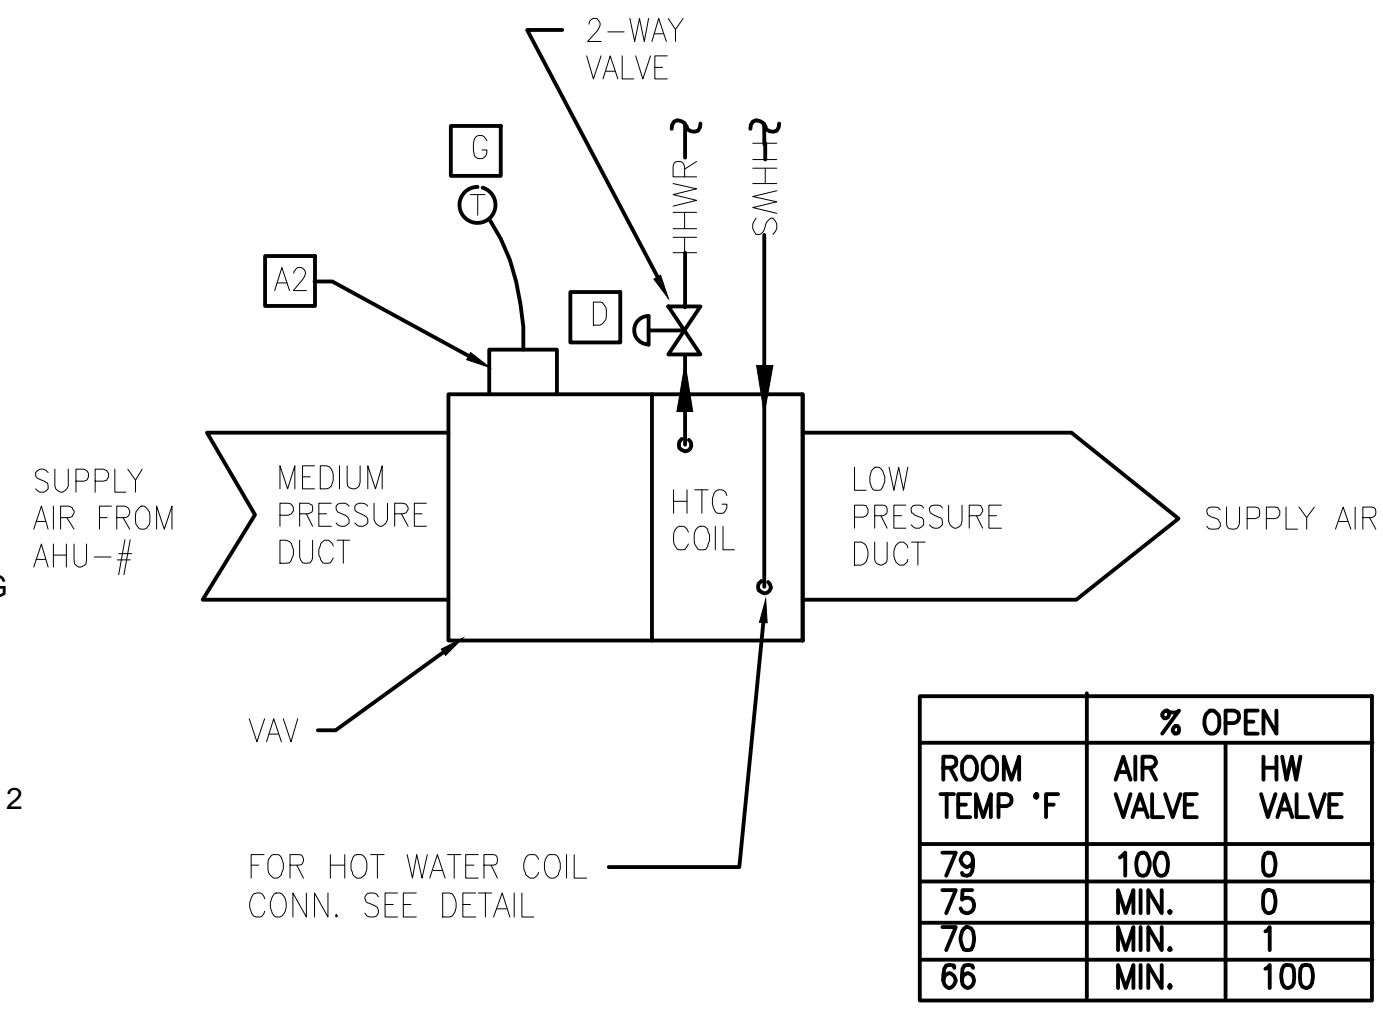 2-WAY
VALVE
G
T
HHWR
HHWS
A2
D
SUPPLY
AIR FROM
AHU-#
MEDIUM
PRESSURE
DUCT
HTG
COIL
LOW
PRESSURE
DUCT
SUPPLY AIR
G
VAV
2
FOR HOT WATER COIL
CONN. SEE DETAIL
% OPEN
ROOM
TEMP °F
AIR
VALVE
HW
VALVE
79 100 0
75 MIN. 0
70 MIN. 1
66 MIN. 100